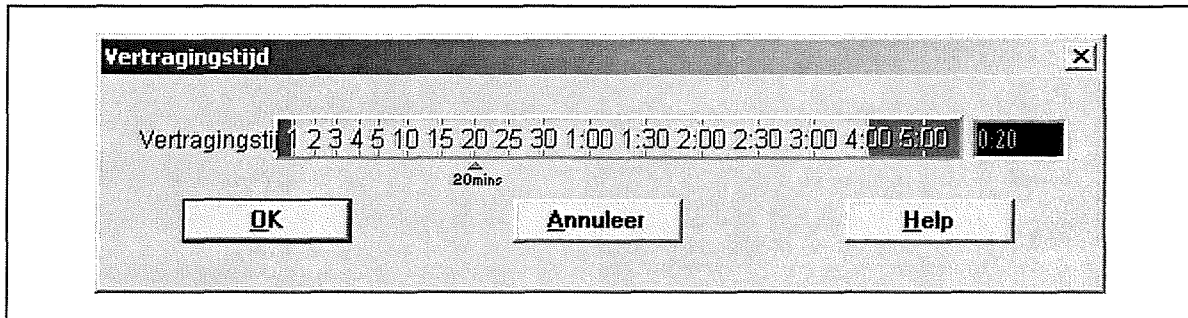 Vertragingstijd
Vertragingstij 1 2 3 4 5 10 15 20 25 30 1:00 1:30 2:00 2:30 3:00 4:00 5:00 0:20
20mins
OK Annuleer Help